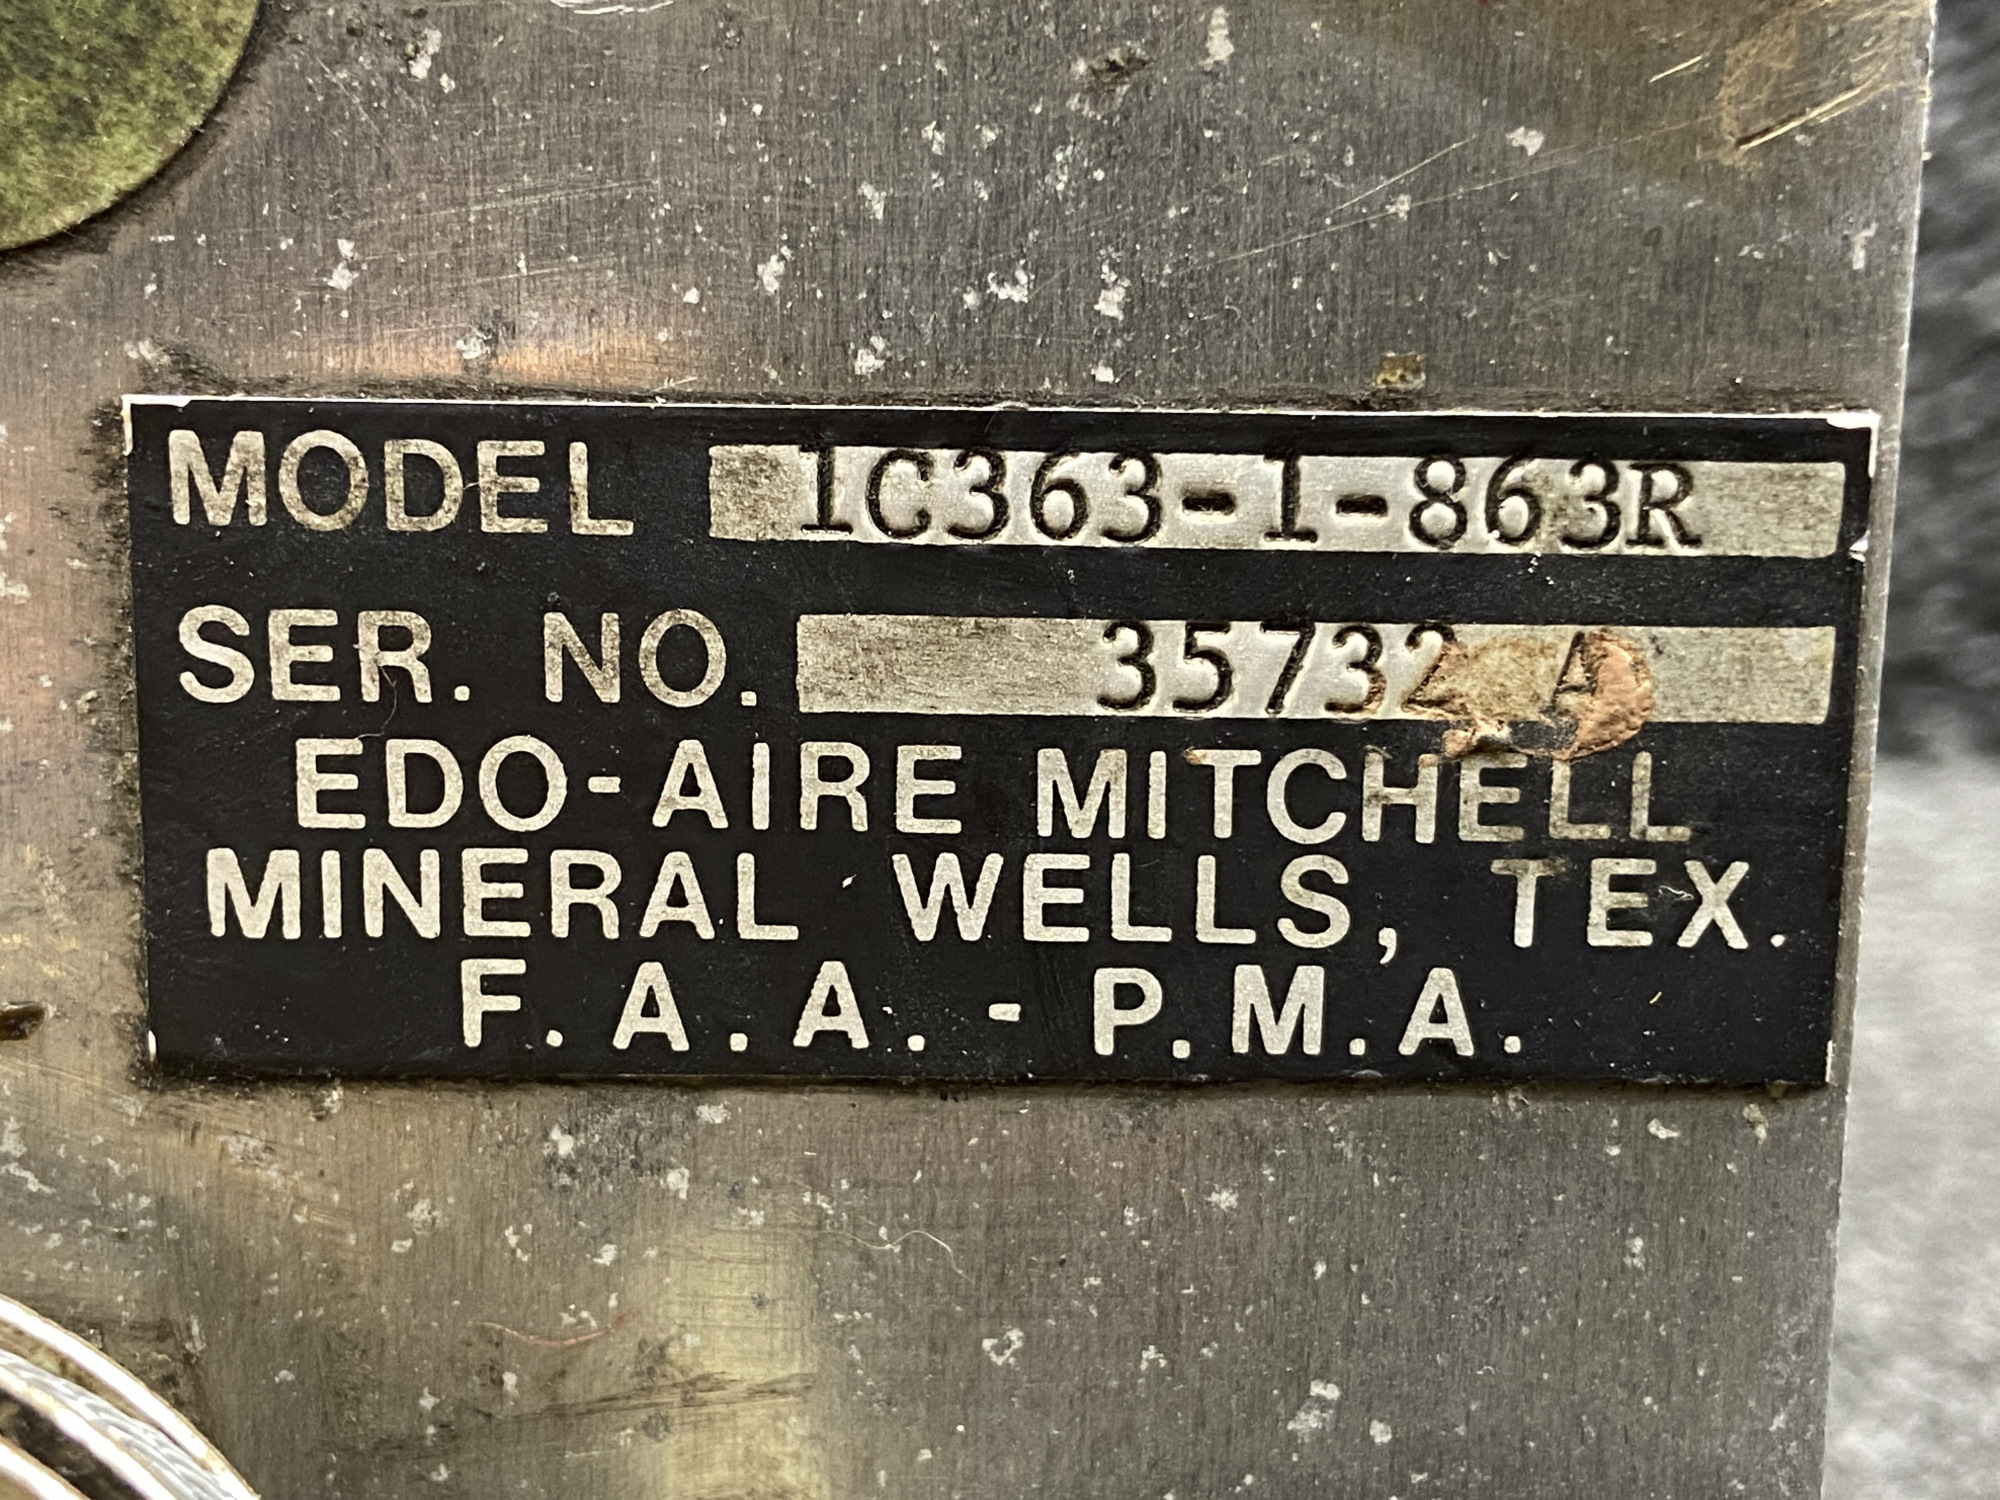 MODEL 1C363-1-863R
SER. NO. 35732 A
EDO-AIRE MITCHELL
MINERAL WELLS, TEX.
F.A.A. - P.M.A.